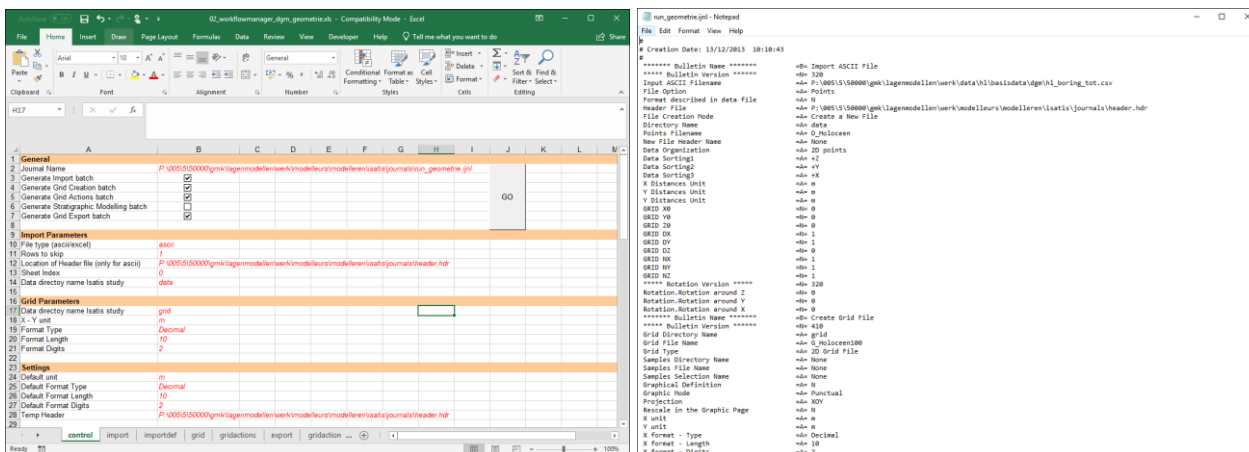 AutoSave
02_workflowmanager_dgm_geometrie.xls - Compatibility Mode - Excel
File Home Insert Draw Page Layout Formulas Data Review View Developer Help Tell me what you want to do Share
Arial 10
General
Insert
Delete
Format
Paste
Conditional Formatting
Format as Table
Cell Styles
Sort & Filter
Find & Select
Clipboard Font Alignment Number Styles Cells Editing
H17 fx
A B C D E F G H I J K L M
1 General
2 Journal Name P:\005\5\50000\gmk\lagenmodellen\werk\modelleurs\modelleren\isatis\journals\run_geometrie.ijnl
3 Generate Import batch
4 Generate Grid Creation batch
5 Generate Grid Actions batch
6 Generate Stratigraphic Modelling batch
7 Generate Grid Export batch
8
GO
9 Import Parameters
10 File type (ascii/excel) ascii
11 Rows to skip 1
12 Location of Header file (only for ascii) P:\005\5\50000\gmk\lagenmodellen\werk\modelleurs\modelleren\isatis\journals\header.hdr
13 Sheet Index 0
14 Data directoy name Isatis study data
15
16 Grid Parameters
17 Data directoy name Isatis study grid
18 X - Y unit m
19 Format Type Decimal
20 Format Length 10
21 Format Digits 2
22
23 Settings
24 Default unit m
25 Default Format Type Decimal
26 Default Format Length 10
27 Default Format Digits 2
28 Temp Header P:\005\5\50000\gmk\lagenmodellen\werk\modelleurs\modelleren\isatis\journals\header.hdr
29
control import importdef grid gridactions export gridaction ...
Ready 100%
run_geometrie.ijnl - Notepad
File Edit Format View Help
#
# Creation Date: 13/12/2013 10:10:43
#
******* Bulletin Name ******* =B= Import ASCII File
***** Bulletin Version ****** =N= 320
Input ASCII Filename =A= P:\005\5\50000\gmk\lagenmodellen\werk\data\hl\basisdata\dgm\hl_boring_tot.csv
File Option =A= Points
Format described in data file =A= N
Header File =A= P:\005\5\50000\gmk\lagenmodellen\werk\modelleurs\modelleren\isatis\journals\header.hdr
File Creation Mode =A= Create a New File
Directory Name =A= data
Points Filename =A= D_Holoceen
New File Header Name =A= None
Data Organization =A= 2D points
Data Sorting1 =A= +Z
Data Sorting2 =A= +Y
Data Sorting3 =A= +X
X Distances Unit =A= m
Y Distances Unit =A= m
Y Distances Unit =A= m
GRID X0 =N= 0
GRID Y0 =N= 0
GRID Z0 =N= 0
GRID DX =N= 1
GRID DY =N= 1
GRID DZ =N= 0
GRID NX =N= 1
GRID NY =N= 1
GRID NZ =N= 1
***** Rotation Version ***** =N= 320
Rotation.Rotation around Z =N= 0
Rotation.Rotation around Y =N= 0
Rotation.Rotation around X =N= 0
******* Bulletin Name ******* =B= Create Grid File
***** Bulletin Version ****** =N= 410
Grid Directory Name =A= grid
Grid File Name =A= G_Holoceen100
Grid Type =A= 2D Grid File
Samples Directory Name =A= None
Samples File Name =A= None
Samples Selection Name =A= None
Graphical Definition =A= N
Graphic Mode =A= Punctual
Projection =A= XOY
Rescale in the Graphic Page =A= N
X unit =A= m
Y unit =A= m
X format - Type =A= Decimal
X format - Length =A= 10
X format - Digits =A= 2